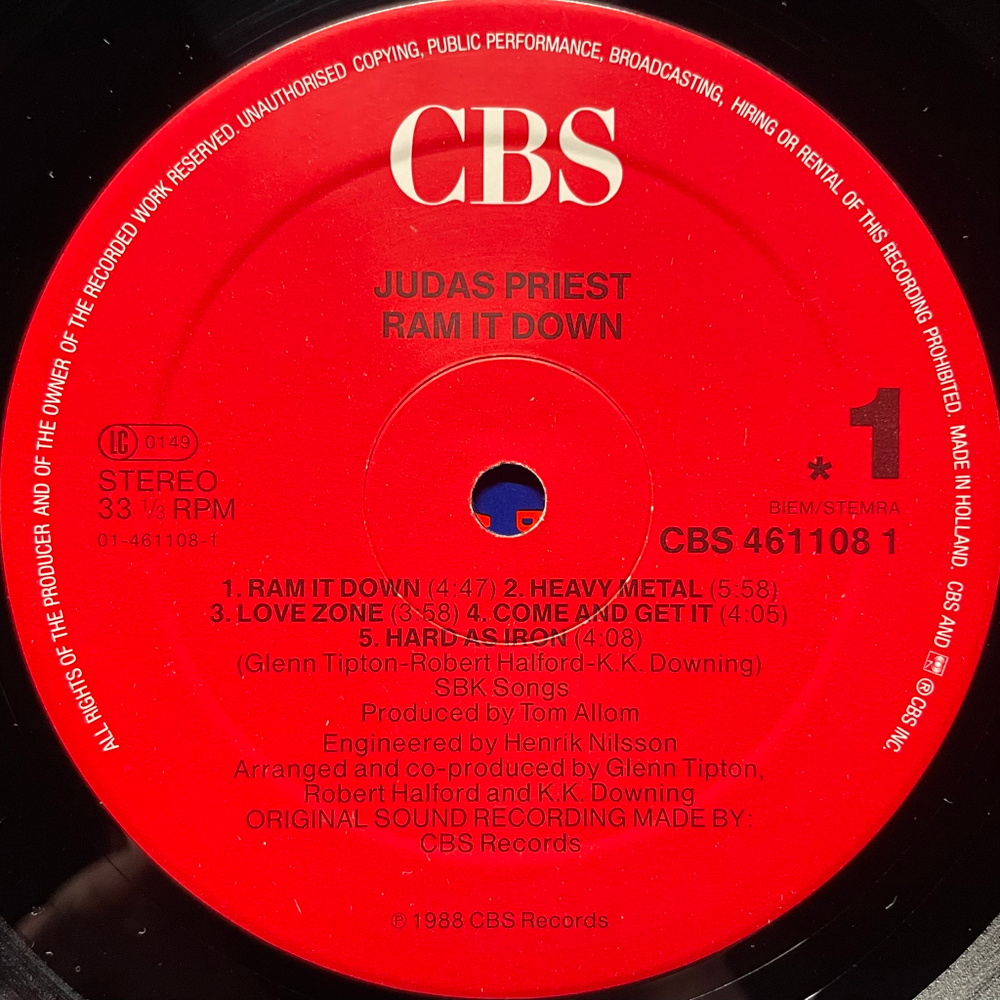 ALL RIGHTS OF THE PRODUCER AND OF THE OWNER OF THE RECORDED WORK RESERVED. UNAUTHORISED COPYING, PUBLIC PERFORMANCE, BROADCASTING, HIRING OR RENTAL OF THIS RECORDING PROHIBITED. MADE IN HOLLAND. CBS AND ® CBS INC.
CBS
JUDAS PRIEST
RAM IT DOWN
LC 0149
STEREO
33 ⅓ RPM
01-461108-1
* 1
BIEM/STEMRA
CBS 461108 1
1. RAM IT DOWN (4:47) 2. HEAVY METAL (5:58)
3. LOVE ZONE (3:58) 4. COME AND GET IT (4:05)
5. HARD AS IRON (4:08)
(Glenn Tipton-Robert Halford-K.K. Downing)
SBK Songs
Produced by Tom Allom
Engineered by Henrik Nilsson
Arranged and co-produced by Glenn Tipton,
Robert Halford and K.K. Downing
ORIGINAL SOUND RECORDING MADE BY:
CBS Records
℗ 1988 CBS Records